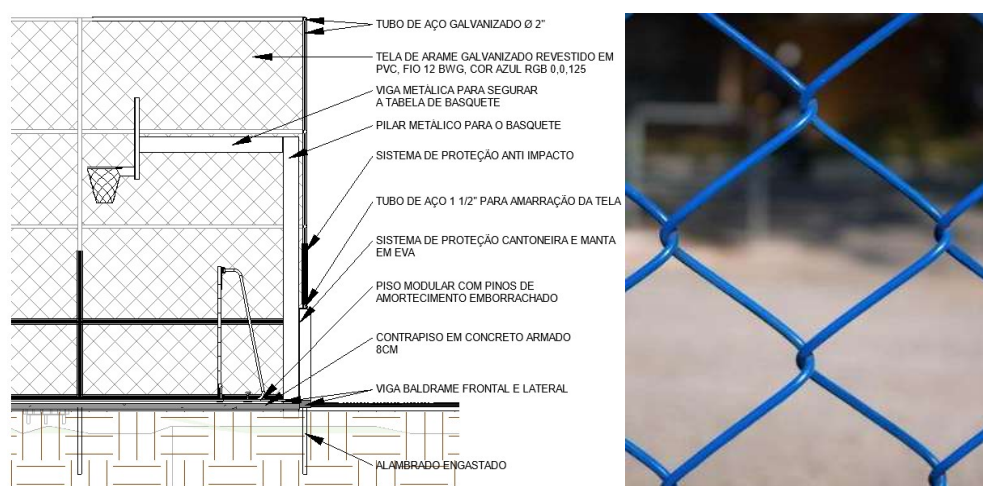 TUBO DE AÇO GALVANIZADO Ø 2"
TELA DE ARAME GALVANIZADO REVESTIDO EM
PVC, FIO 12 BWG, COR AZUL RGB 0,0,125
VIGA METÁLICA PARA SEGURAR
A TABELA DE BASQUETE
PILAR METÁLICO PARA O BASQUETE
SISTEMA DE PROTEÇÃO ANTI IMPACTO
TUBO DE AÇO 1 1/2" PARA AMARRAÇÃO DA TELA
SISTEMA DE PROTEÇÃO CANTONEIRA E MANTA
EM EVA
PISO MODULAR COM PINOS DE
AMORTECIMENTO EMBORRACHADO
CONTRAPISO EM CONCRETO ARMADO
8CM
VIGA BALDRAME FRONTAL E LATERAL
ALAMBRADO ENGASTADO